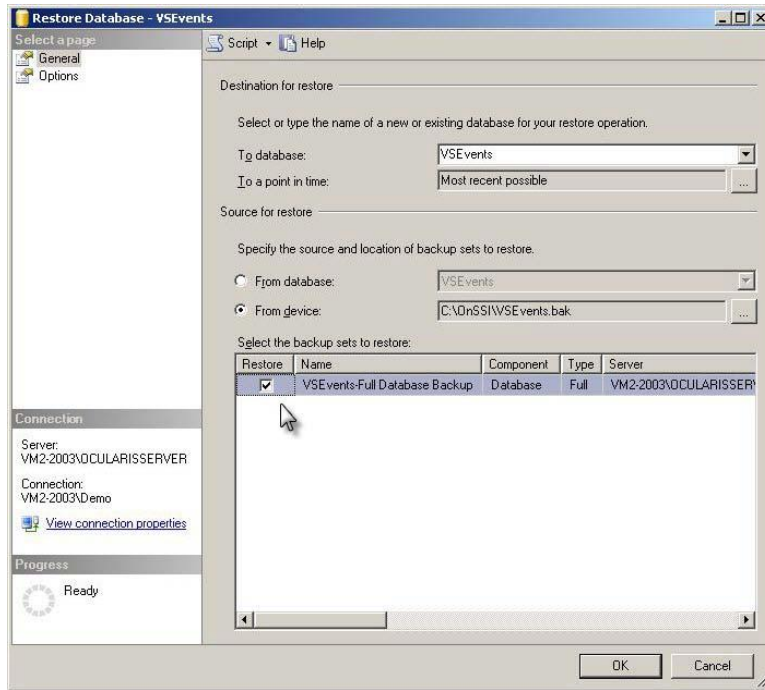 Restore Database - VSEvents
Select a page
General
Options
Script
Help
Destination for restore
Select or type the name of a new or existing database for your restore operation.
To database:
VSEvents
To a point in time:
Most recent possible
...
Source for restore
Specify the source and location of backup sets to restore.
From database:
VSEvents
From device:
C:\OnSSI\VSEvents.bak
...
Select the backup sets to restore:
Restore Name Component Type Server
VSEvents-Full Database Backup Database Full VM2-2003\OCULARISSER
Connection
Server:
VM2-2003\OCULARISSERVER
Connection:
VM2-2003\Demo
View connection properties
Progress
Ready
OK
Cancel